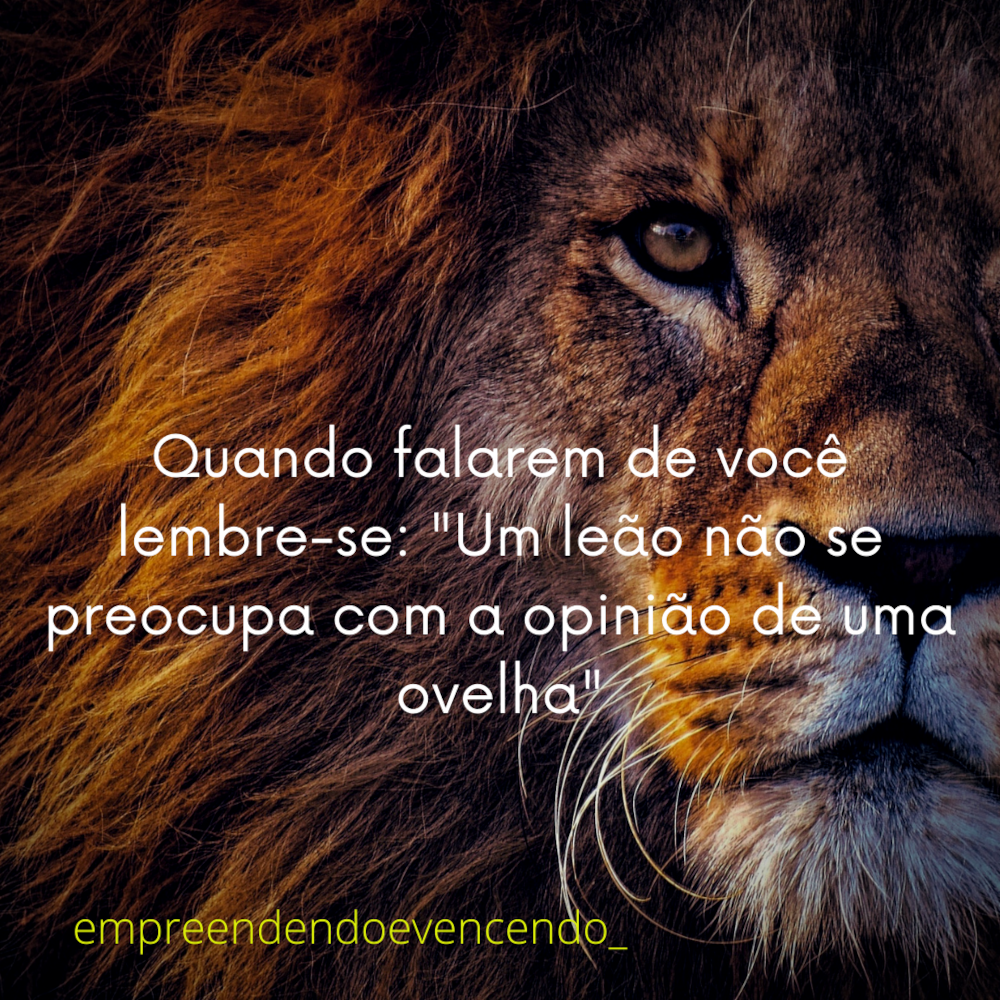 Quando falarem de você
lembre-se: "Um leão não se
preocupa com a opinião de uma
ovelha"
empreendendoevencendo_